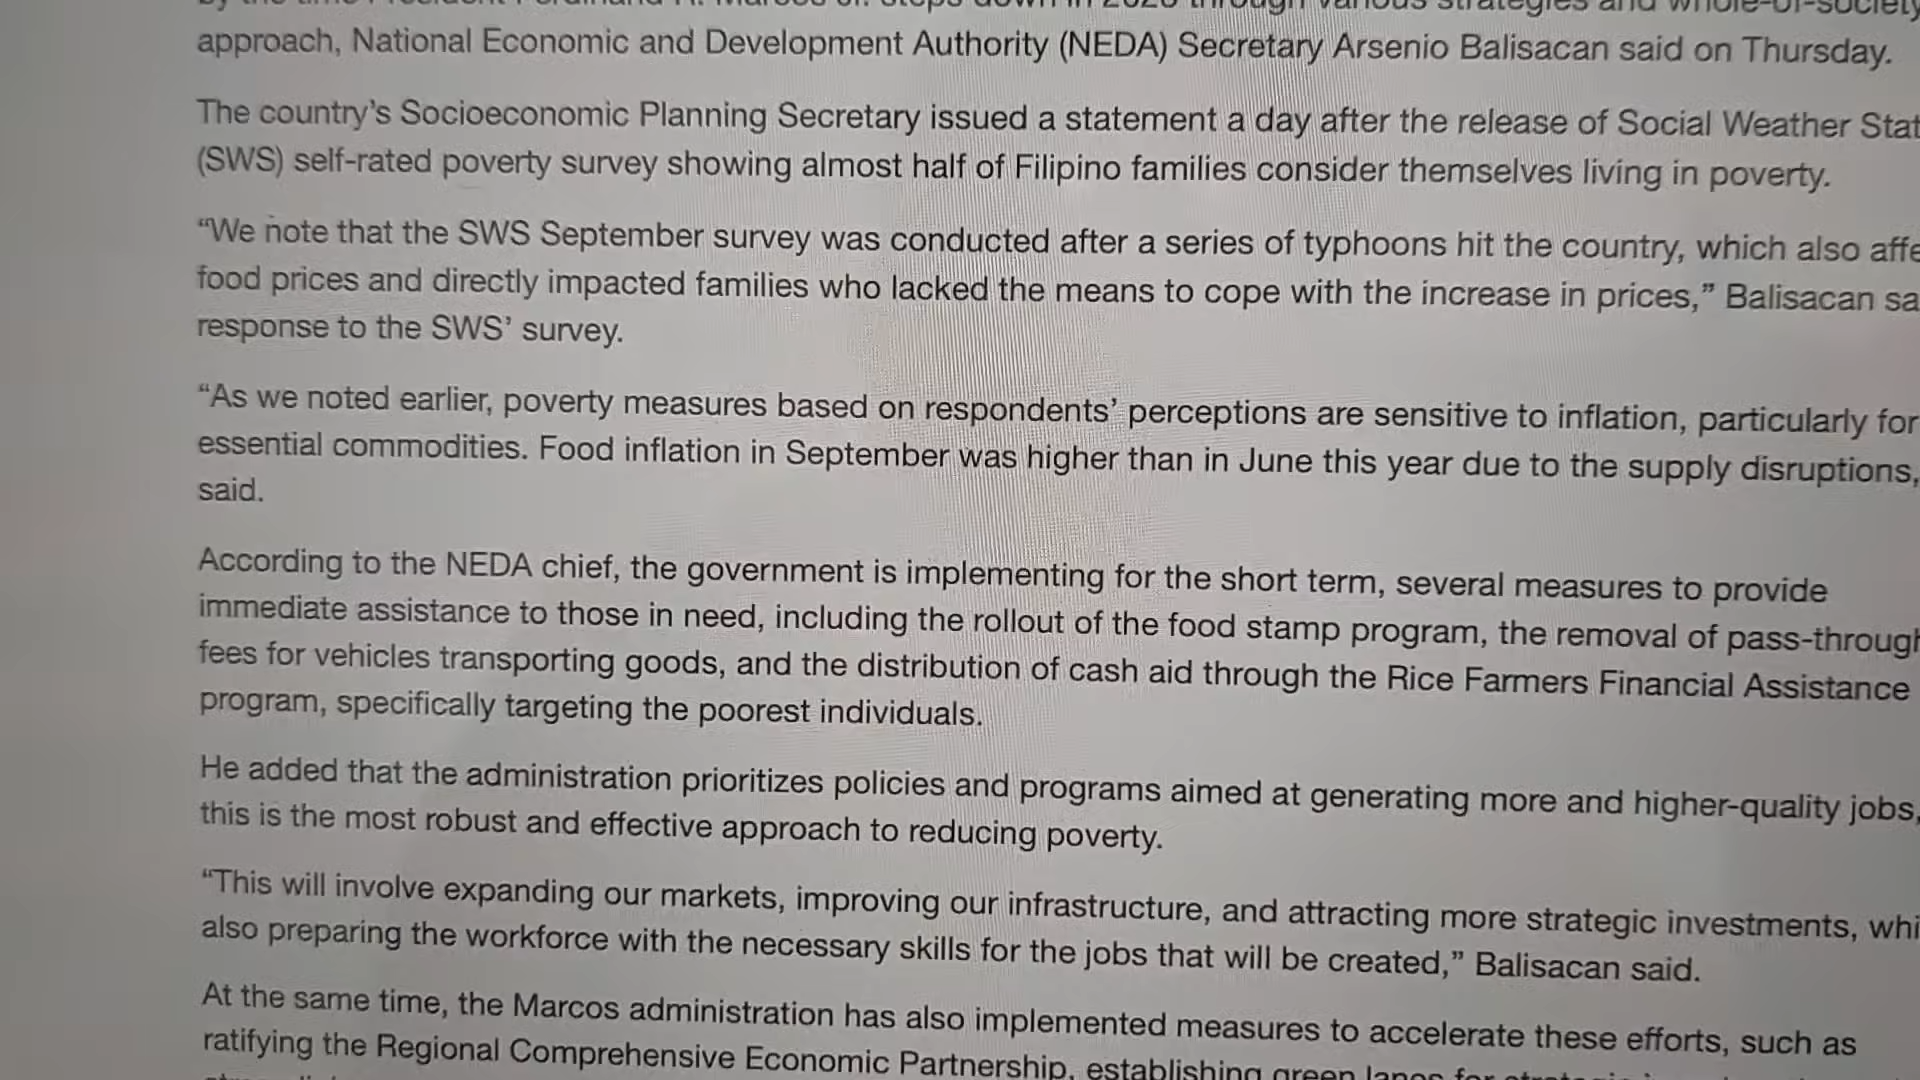 approach, National Economic and Development Authority (NEDA) Secretary Arsenio Balisacan said on Thursday.
The country's Socioeconomic Planning Secretary issued a statement a day after the release of Social Weather Stat
(SWS) self-rated poverty survey showing almost half of Filipino families consider themselves living in poverty.
“We note that the SWS September survey was conducted after a series of typhoons hit the country, which also affe
food prices and directly impacted families who lacked the means to cope with the increase in prices,” Balisacan sa
response to the SWS’ survey.
“As we noted earlier, poverty measures based on respondents’ perceptions are sensitive to inflation, particularly for
essential commodities. Food inflation in September was higher than in June this year due to the supply disruptions,
said.
According to the NEDA chief, the government is implementing for the short term, several measures to provide
immediate assistance to those in need, including the rollout of the food stamp program, the removal of pass-through
fees for vehicles transporting goods, and the distribution of cash aid through the Rice Farmers Financial Assistance
program, specifically targeting the poorest individuals.
He added that the administration prioritizes policies and programs aimed at generating more and higher-quality jobs,
this is the most robust and effective approach to reducing poverty.
“This will involve expanding our markets, improving our infrastructure, and attracting more strategic investments, whi
also preparing the workforce with the necessary skills for the jobs that will be created,” Balisacan said.
At the same time, the Marcos administration has also implemented measures to accelerate these efforts, such as
ratifying the Regional Comprehensive Economic Partnership, establishing green lanes for